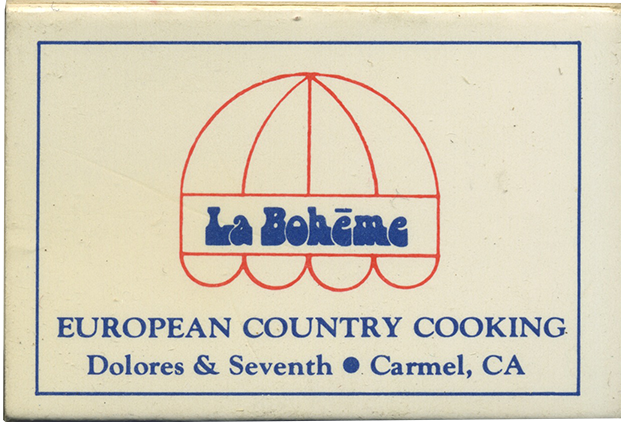 La Bohēme
EUROPEAN COUNTRY COOKING
Dolores & Seventh ● Carmel, CA